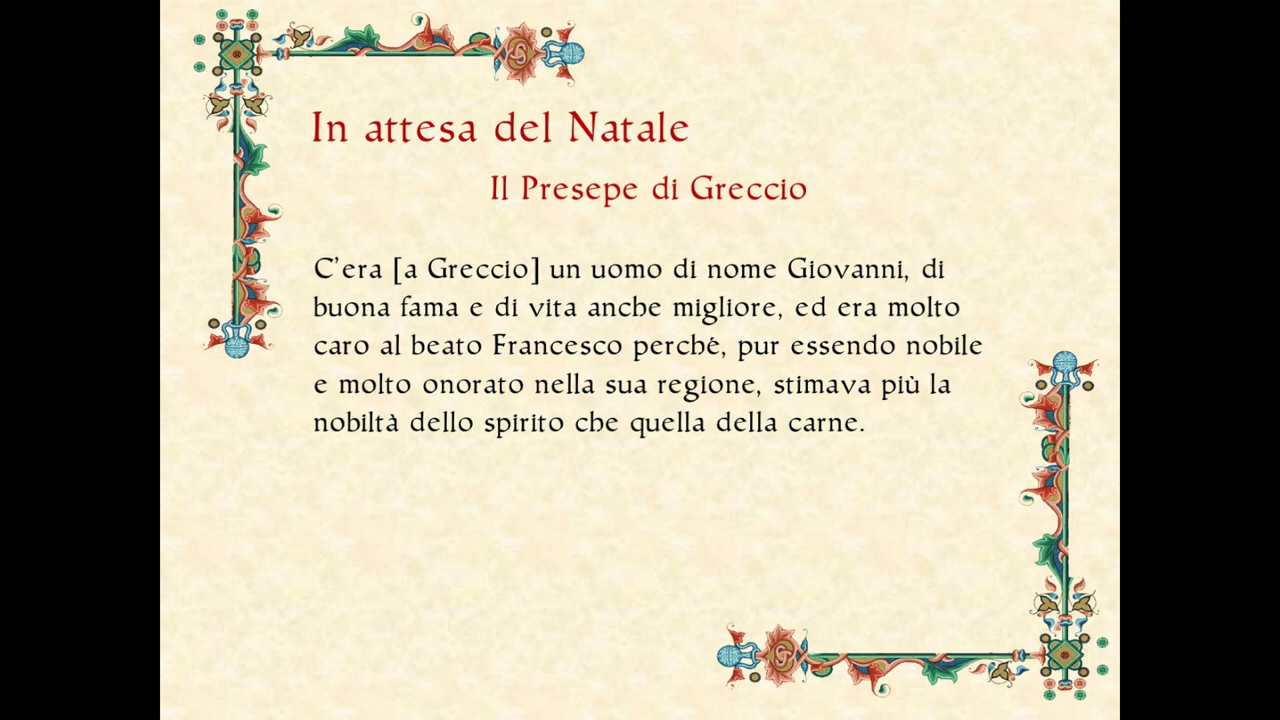 In attesa del Natale
Il Presepe di Greccio
C'era [a Greccio] un uomo di nome Giovanni, di
buona fama e di vita anche migliore, ed era molto
caro al beato Francesco perché, pur essendo nobile
e molto onorato nella sua regione, stimava più la
nobiltà dello spirito che quella della carne.